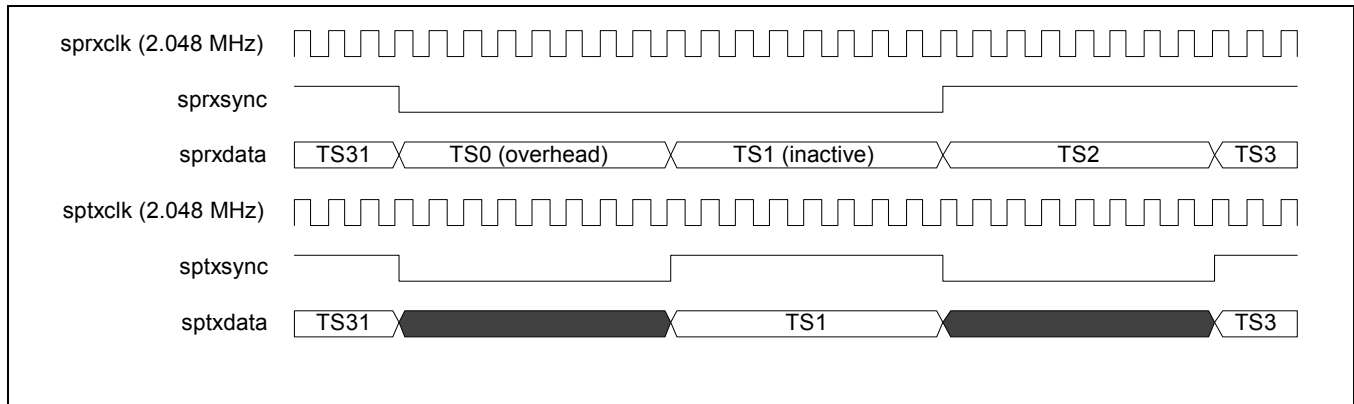 sprxclk (2.048 MHz)
sprxsync
sprxdata TS31 TS0 (overhead) TS1 (inactive) TS2 TS3
sptxclk (2.048 MHz)
sptxsync
sptxdata TS31 TS1 TS3